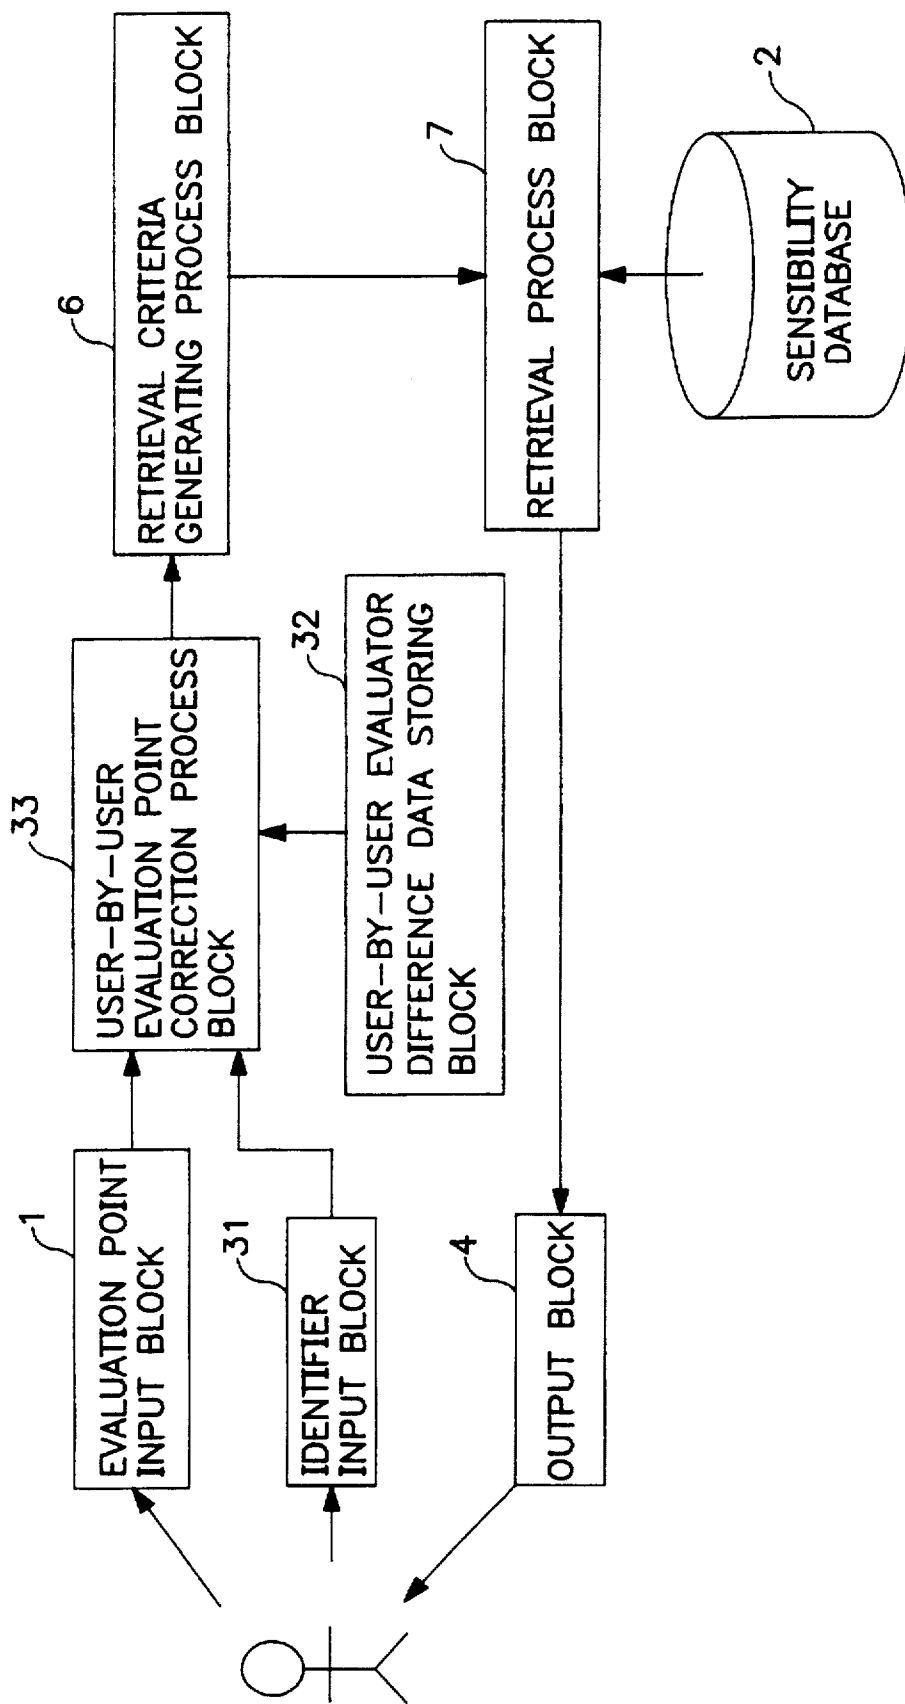 1
EVALUATION POINT
INPUT BLOCK
33
USER-BY-USER
EVALUATION POINT
CORRECTION PROCESS
BLOCK
6
RETRIEVAL CRITERIA
GENERATING PROCESS BLOCK
31
IDENTIFIER
INPUT BLOCK
32
USER-BY-USER EVALUATOR
DIFFERENCE DATA STORING
BLOCK
4
OUTPUT BLOCK
7
RETRIEVAL PROCESS BLOCK
2
SENSIBILITY
DATABASE